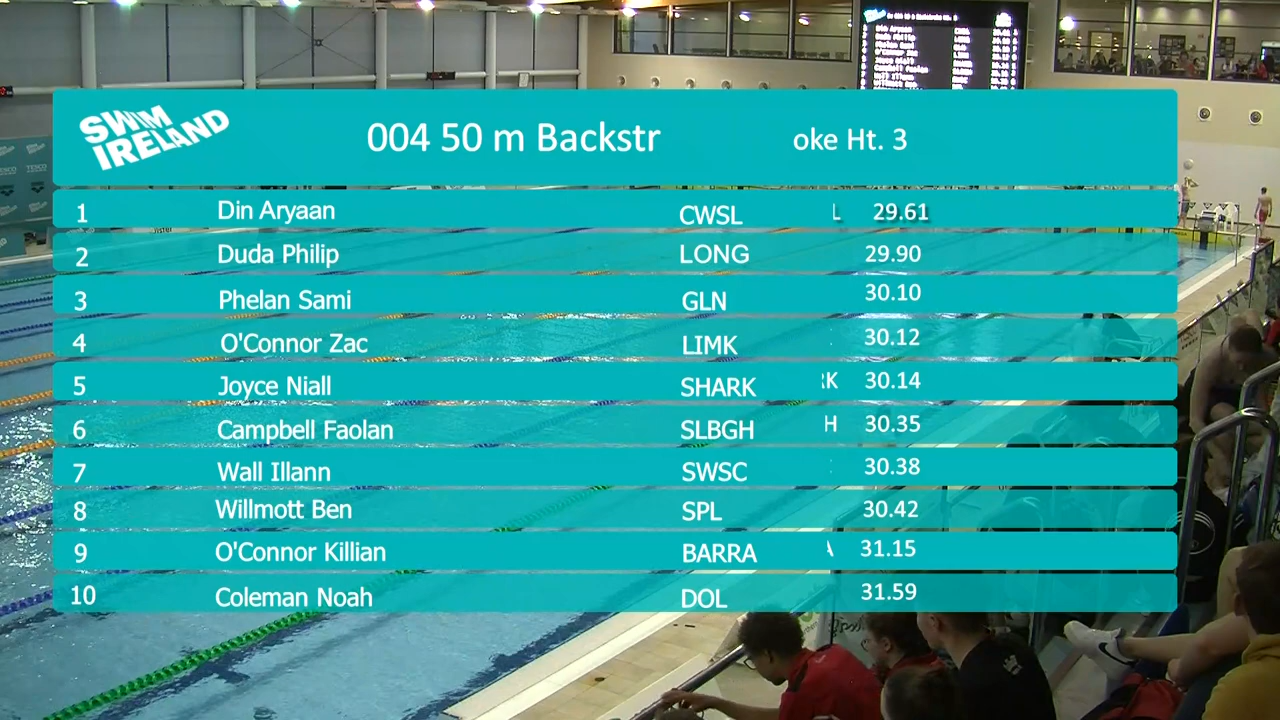 SWIM IRELAND
004 50 m Backstr oke Ht. 3
1 Din Aryaan CWSL L 29.61
2 Duda Philip LONG 29.90
3 Phelan Sami GLN 30.10
4 O'Connor Zac LIMK 30.12
5 Joyce Niall SHARK RK 30.14
6 Campbell Faolan SLBGH H 30.35
7 Wall Illann SWSC 30.38
8 Willmott Ben SPL 30.42
9 O'Connor Killian BARRA A 31.15
10 Coleman Noah DOL 31.59